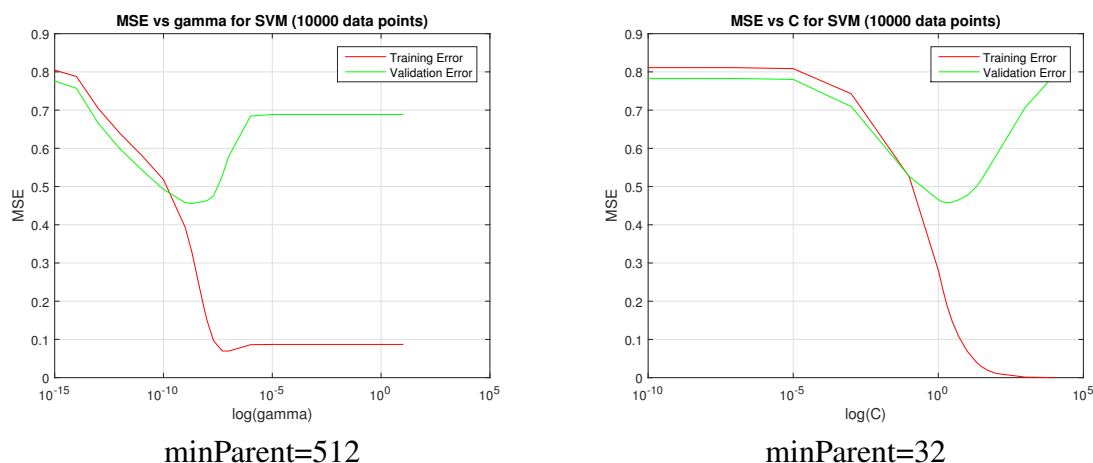 MSE vs gamma for SVM (10000 data points)
0.9
0.8
0.7
0.6
0.5
0.4
0.3
0.2
0.1
0
MSE
10^-15
10^-10
10^-5
10^0
10^5
log(gamma)
Training Error
Validation Error
minParent=512
MSE vs C for SVM (10000 data points)
0.9
0.8
0.7
0.6
0.5
0.4
0.3
0.2
0.1
0
MSE
10^-10
10^-5
10^0
10^5
log(C)
Training Error
Validation Error
minParent=32